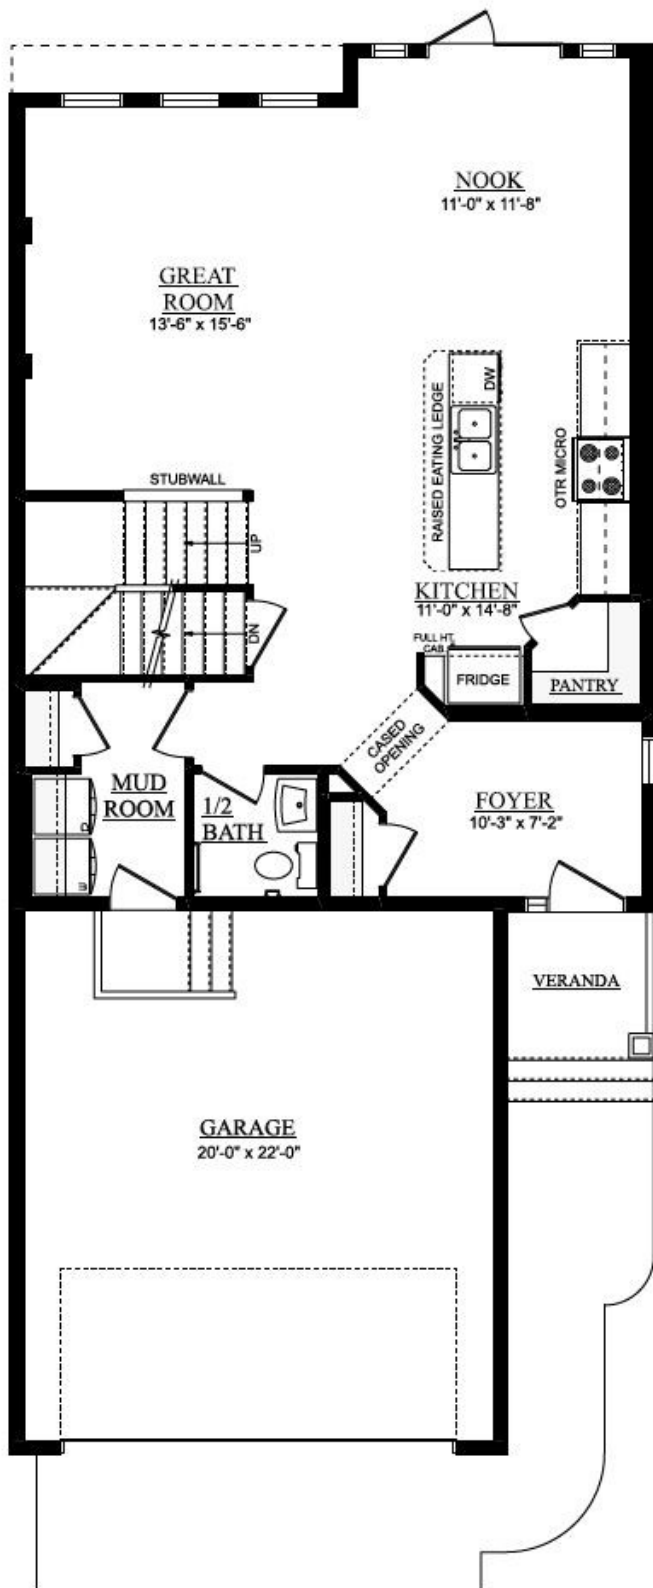 NOOK
11'-0" x 11'-8"
GREAT
ROOM
13'-6" x 15'-6"
DW
RAISED EATING LEDGE
OTR MICRO
STUBWALL
UP
KITCHEN
11'-0" x 14'-8"
DN
FULL HT.
CAB.
FRIDGE
PANTRY
CASED
OPENING
MUD
ROOM
D
1/2
BATH
FOYER
10'-3" x 7'-2"
VERANDA
GARAGE
20'-0" x 22'-0"